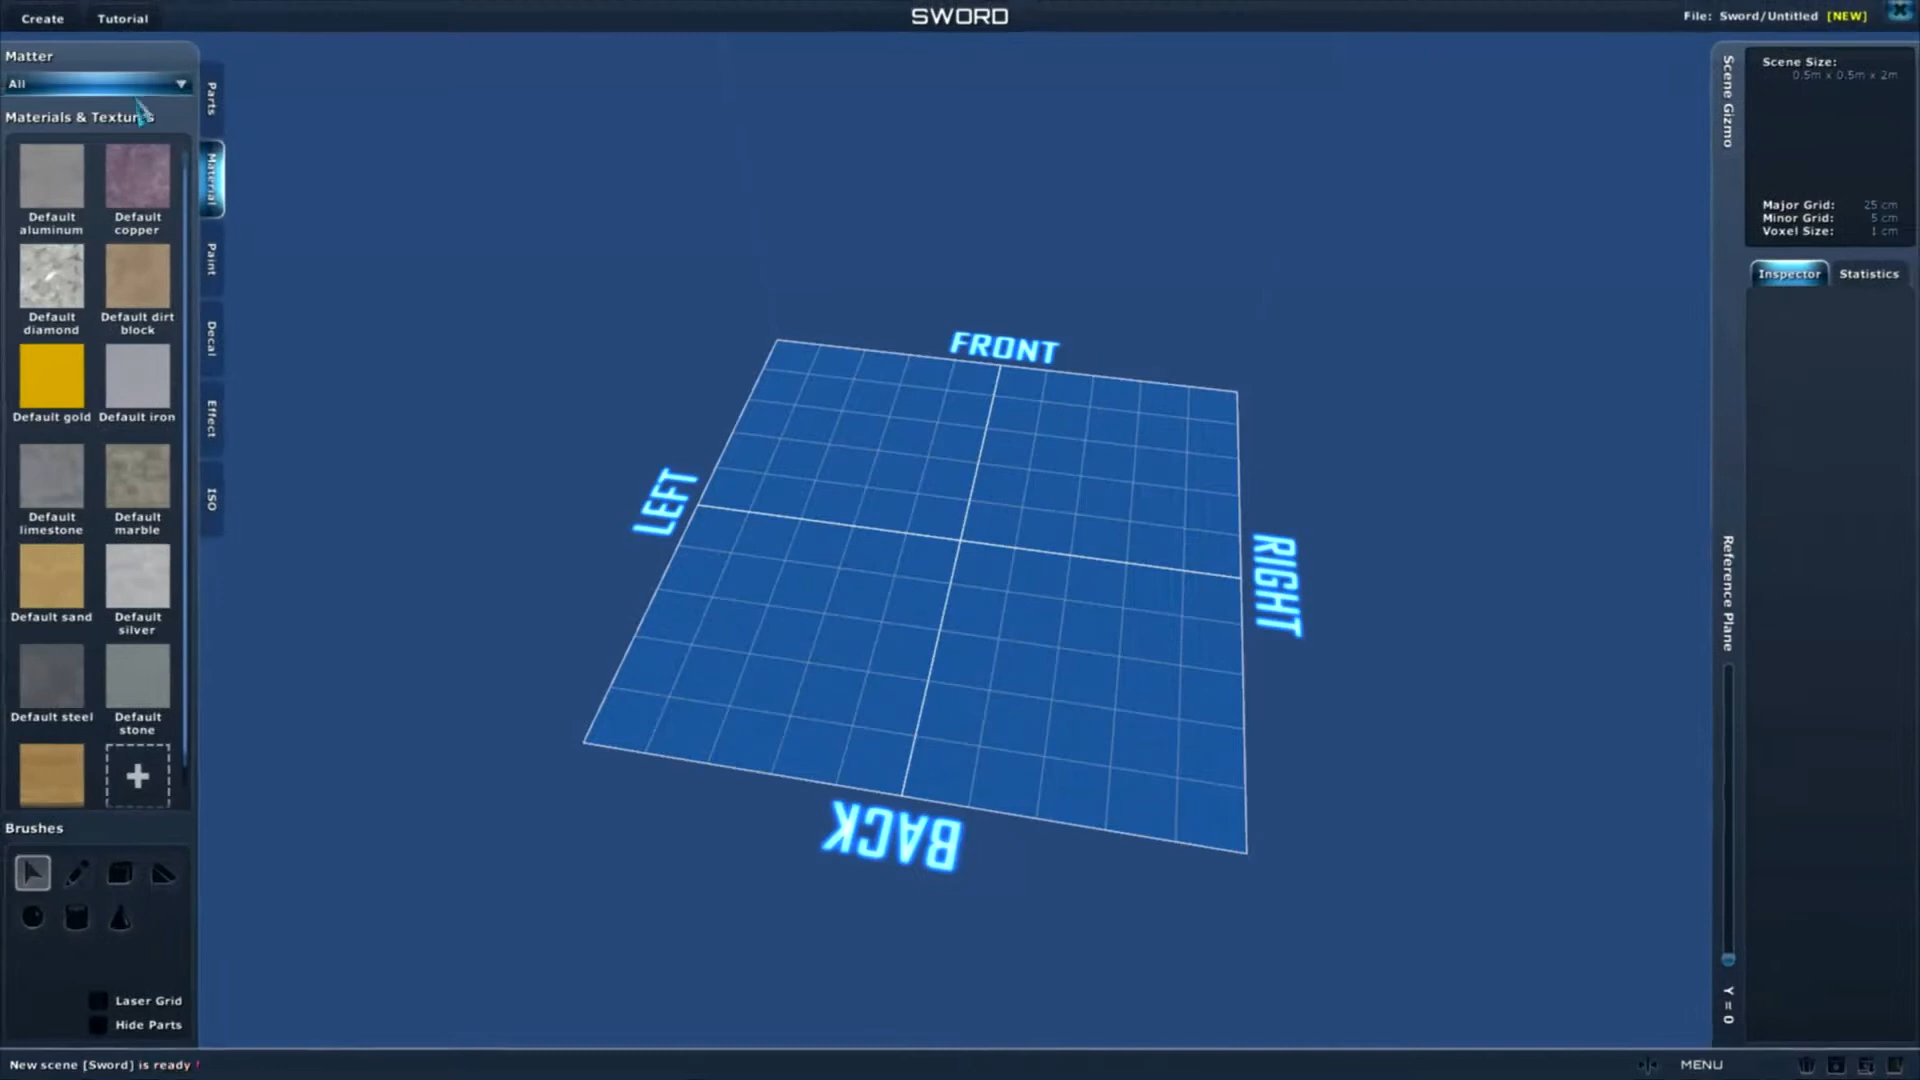 Create
Tutorial
SWORD
File: Sword/Untitled [NEW]
Matter
All
Materials & Textures
Default aluminum
Default copper
Default diamond
Default dirt block
Default gold
Default iron
Default limestone
Default marble
Default sand
Default silver
Default steel
Default stone
Brushes
Laser Grid
Hide Parts
Parts
Material
Paint
Decal
Effect
ISO
FRONT
LEFT
RIGHT
BACK
Scene Gizmo
Scene Size:
0.5m x 0.5m x 2m
Major Grid: 25 cm
Minor Grid: 5 cm
Voxel Size: 1 cm
Inspector
Statistics
Reference Plane
Y = 0
New scene [Sword] is ready !
MENU